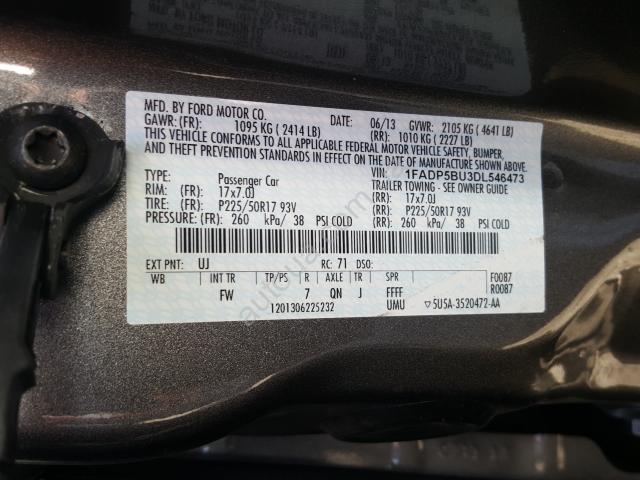 MFD. BY FORD MOTOR CO. DATE: 06/13 GVWR: 2105 KG ( 4641 LB)
GAWR: (FR): 1095 KG ( 2414 LB) (RR): 1010 KG ( 2227 LB)
THIS VEHICLE CONFORMS TO ALL APPLICABLE FEDERAL MOTOR VEHICLE SAFETY, BUMPER,
AND THEFT PREVENTION STANDARDS IN EFFECT ON THE DATE OF MANUFACTURE SHOWN ABOVE.
VIN: 1FADP5BU3DL546473
TYPE: Passenger Car TRAILER TOWING - SEE OWNER GUIDE
RIM: (FR): 17x7.0J (RR): 17x7.0J
TIRE: (FR): P225/50R17 93V (RR): P225/50R17 93V
PRESSURE: (FR): 260 kPa/ 38 PSI COLD (RR): 260 kPa/ 38 PSI COLD
EXT PNT: UJ RC: 71 DSO:
WB INT TR TP/PS R AXLE TR SPR F0087
FW 7 QN J FFFF R0087
1201306225232 UMU ▽5U5A-3520472-AA